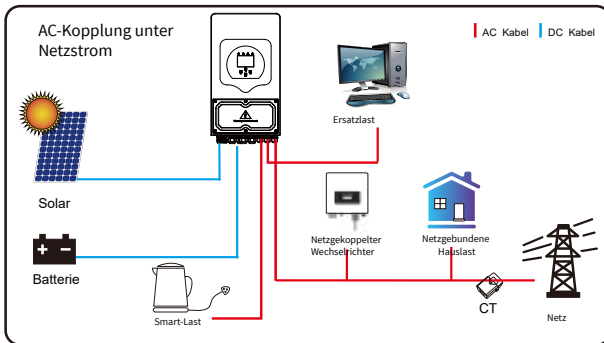 AC-Kopplung unter
Netzstrom
AC Kabel
DC Kabel
Ersatzlast
Solar
Netzgekoppelter
Wechselrichter
Netzgebundene
Hauslast
Batterie
Smart-Last
CT
Netz